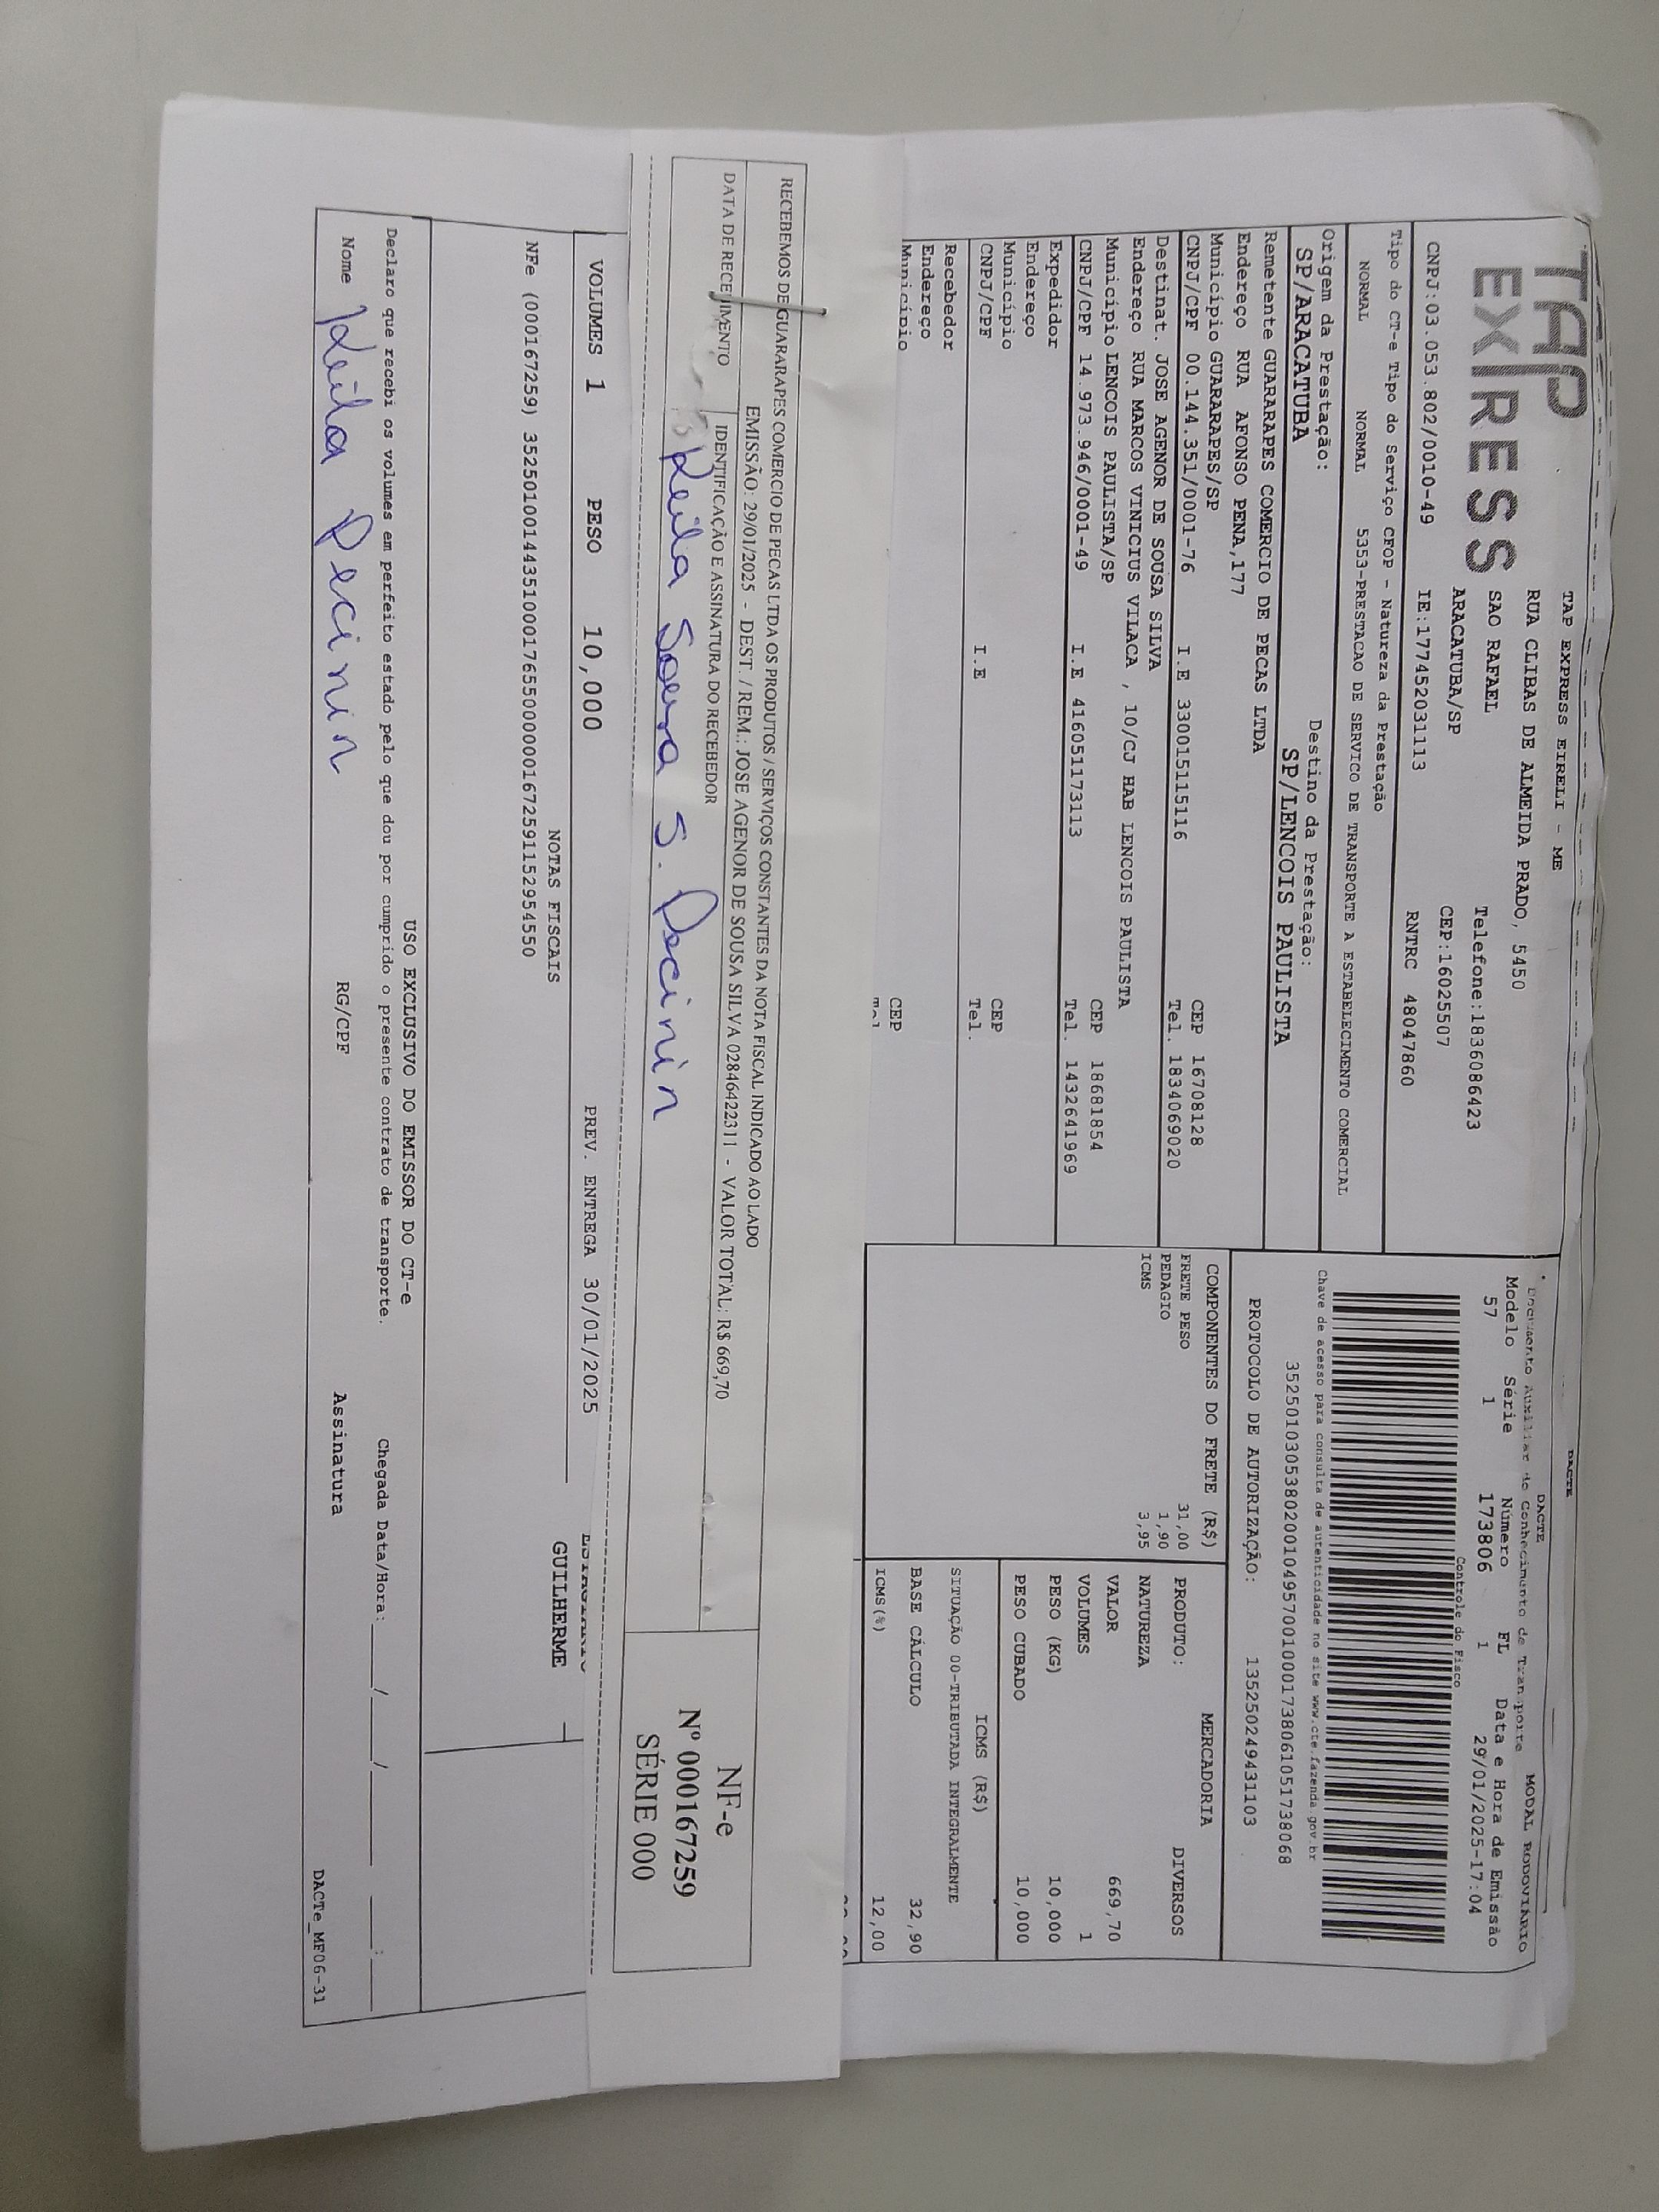 TAP EXPRESS
TAP EXPRESS EIRELI - ME
RUA CLIBAS DE ALMEIDA PRADO, 5450
SAO RAFAEL Telefone:1836086423
ARACATUBA/SP CEP:16025507
CNPJ:03.053.802/0010-49 IE:177452031113 RNTRC 48047860
DACTE
DACTE MODAL RODOVIÁRIO
Documento Auxiliar de Conhecimento de Transporte
Modelo Série Número FL Data e Hora de Emissão
57 1 173806 1 29/01/2025-17:04
Controle do Fisco
Tipo do CT-e Tipo do Serviço CFOP - Natureza da Prestação
NORMAL NORMAL 5353-PRESTACAO DE SERVICO DE TRANSPORTE A ESTABELECIMENTO COMERCIAL
Chave de acesso para consulta de autenticidade no site www.cte.fazenda.gov.br
35250103053802001049570010001738061051738068
PROTOCOLO DE AUTORIZAÇÃO: 135250249431103
Origem da Prestação: Destino da Prestação:
SP/ARACATUBA SP/LENCOIS PAULISTA
Remetente GUARARAPES COMERCIO DE PECAS LTDA
Endereço RUA AFONSO PENA,177
Município GUARARAPES/SP CEP 16708128
CNPJ/CPF 00.144.351/0001-76 I.E 330015115116 Tel. 1834069020
Destinat. JOSE AGENOR DE SOUSA SILVA
Endereço RUA MARCOS VINICIUS VILACA , 10/CJ HAB LENCOIS PAULISTA
Município LENCOIS PAULISTA/SP CEP 18681854
CNPJ/CPF 14.973.946/0001-49 I.E 416051173113 Tel. 1432641969
Expedidor
Endereço
Município CEP
CNPJ/CPF I.E Tel.
Recebedor
Endereço
Município CEP
Tel
COMPONENTES DO FRETE (R$)
FRETE PESO 31,00
PEDAGIO 1,90
ICMS 3,95
MERCADORIA
PRODUTO: DIVERSOS
NATUREZA
VALOR 669,70
VOLUMES 1
PESO (KG) 10,000
PESO CUBADO 10,000
ICMS (R$)
SITUAÇÃO 00-TRIBUTADA INTEGRALMENTE
BASE CÁLCULO 32,90
ICMS(%) 12,00
RECEBEMOS DE GUARARAPES COMERCIO DE PECAS LTDA OS PRODUTOS / SERVIÇOS CONSTANTES DA NOTA FISCAL INDICADO AO LADO
EMISSÃO: 29/01/2025 - DEST. / REM.: JOSE AGENOR DE SOUSA SILVA 02846422311 - VALOR TOTAL: R$ 669,70
DATA DE RECEBIMENTO IDENTIFICAÇÃO E ASSINATURA DO RECEBEDOR
Keila Sousa S. Pecinin
NF-e
Nº 000167259
SÉRIE 000
VOLUMES 1 PESO 10,000 PREV. ENTREGA 30/01/2025
GUILHERME
NOTAS FISCAIS
NFe (000167259) 35250100144351000176550000001672591152954550
USO EXCLUSIVO DO EMISSOR DO CT-e
Declaro que recebi os volumes em perfeito estado pelo que dou por cumprido o presente contrato de transporte. Chegada Data/Hora: ___/___/___ ___:___
Nome Keila Pecinin RG/CPF Assinatura
DACTe_MF06-31